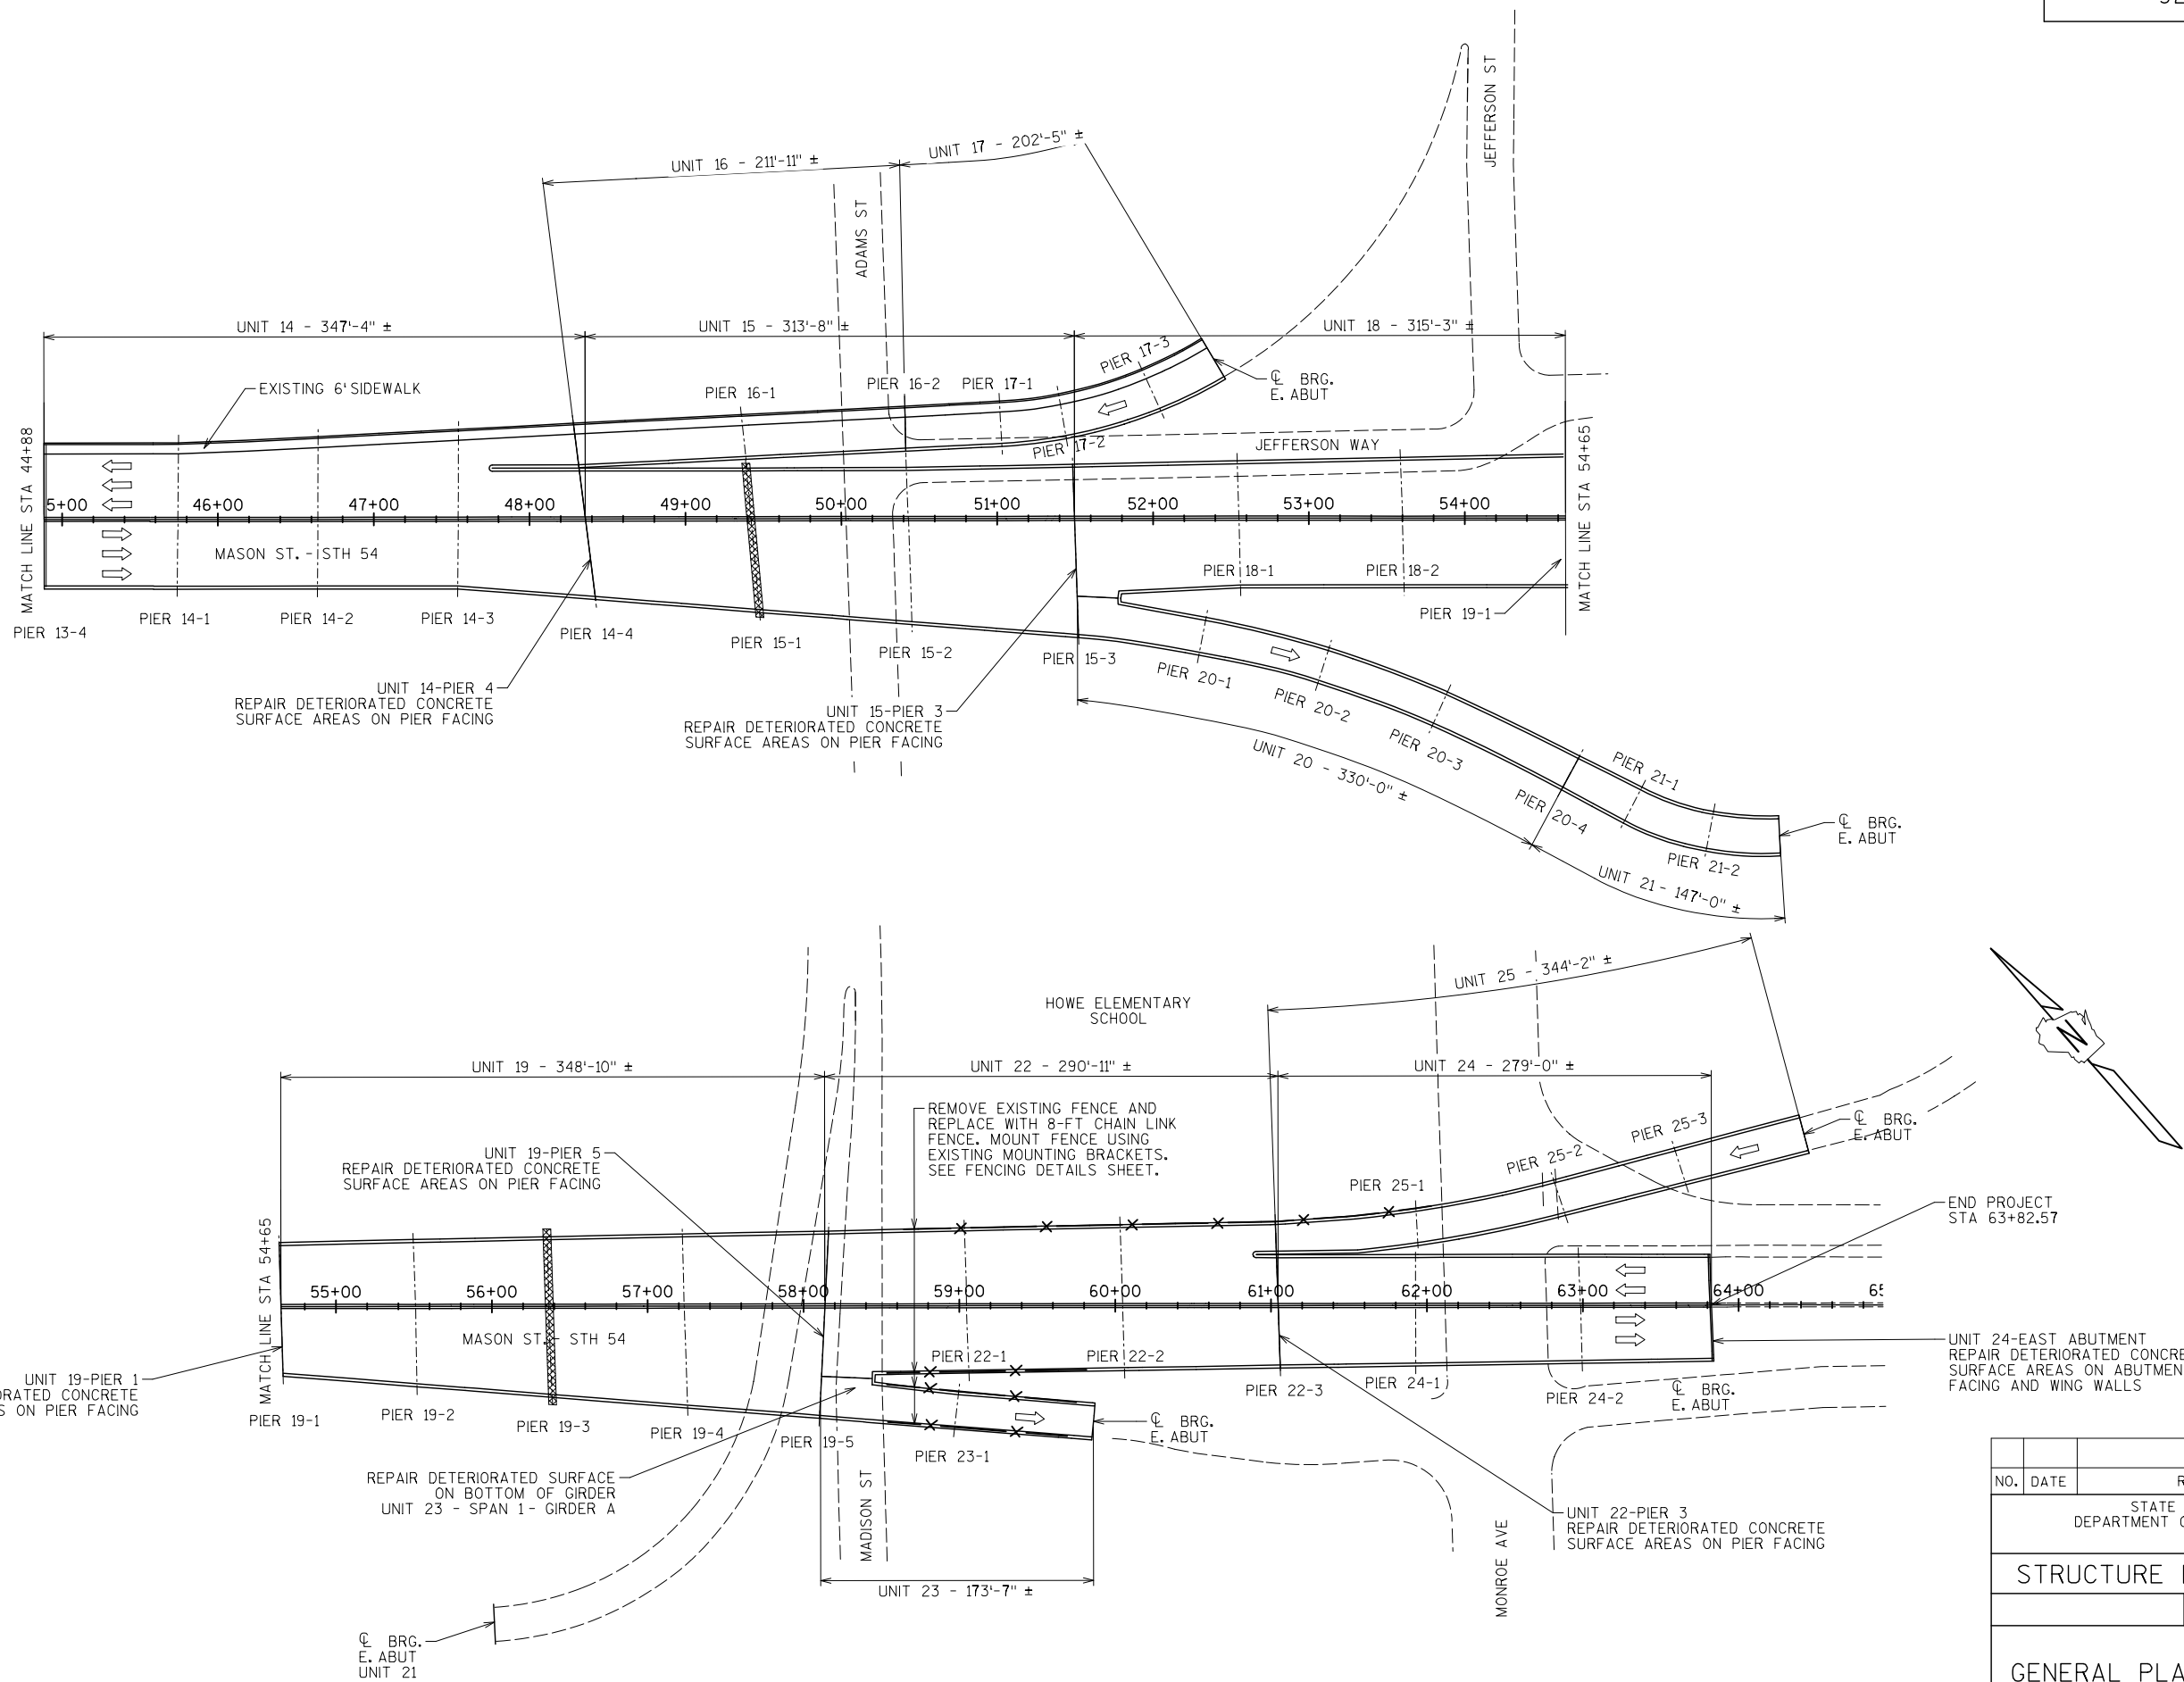 JEFFERSON ST
UNIT 16 - 211'-11" ±
UNIT 17 - 202'-5" ±
ADAMS ST
UNIT 14 - 347'-4" ±
UNIT 15 - 313'-8" ±
UNIT 18 - 315'-3" ±
PIER 17-3
EXISTING 6' SIDEWALK
PIER 16-1
PIER 16-2
PIER 17-1
℄ BRG.
E. ABUT
PIER 17-2
JEFFERSON WAY
MATCH LINE STA 44+88
5+00
46+00
47+00
48+00
49+00
50+00
51+00
52+00
53+00
54+00
MATCH LINE STA 54+65
MASON ST. - STH 54
PIER 18-1
PIER 18-2
PIER 19-1
PIER 13-4
PIER 14-1
PIER 14-2
PIER 14-3
PIER 14-4
PIER 15-1
PIER 15-2
PIER 15-3
PIER 20-1
PIER 20-2
PIER 20-3
PIER 20-4
PIER 21-1
PIER 21-2
UNIT 14-PIER 4
REPAIR DETERIORATED CONCRETE
SURFACE AREAS ON PIER FACING
UNIT 15-PIER 3
REPAIR DETERIORATED CONCRETE
SURFACE AREAS ON PIER FACING
UNIT 20 - 330'-0" ±
℄ BRG.
E. ABUT
UNIT 21 - 147'-0" ±
UNIT 25 - 344'-2" ±
HOWE ELEMENTARY
SCHOOL
N
UNIT 19 - 348'-10" ±
UNIT 22 - 290'-11" ±
UNIT 24 - 279'-0" ±
REMOVE EXISTING FENCE AND
REPLACE WITH 8-FT CHAIN LINK
FENCE. MOUNT FENCE USING
EXISTING MOUNTING BRACKETS.
SEE FENCING DETAILS SHEET.
UNIT 19-PIER 5
REPAIR DETERIORATED CONCRETE
SURFACE AREAS ON PIER FACING
PIER 25-1
PIER 25-2
PIER 25-3
℄ BRG.
E. ABUT
END PROJECT
STA 63+82.57
MATCH LINE STA 54+65
55+00
56+00
57+00
58+00
59+00
60+00
61+00
62+00
63+00
64+00
65
MASON ST. - STH 54
PIER 22-1
PIER 22-2
PIER 22-3
PIER 24-1
PIER 24-2
℄ BRG.
E. ABUT
UNIT 24-EAST ABUTMENT
REPAIR DETERIORATED CONCRE
SURFACE AREAS ON ABUTMEN
FACING AND WING WALLS
UNIT 19-PIER 1
ORATED CONCRETE
S ON PIER FACING
PIER 19-1
PIER 19-2
PIER 19-3
PIER 19-4
PIER 19-5
PIER 23-1
℄ BRG.
E. ABUT
REPAIR DETERIORATED SURFACE
ON BOTTOM OF GIRDER
UNIT 23 - SPAN 1 - GIRDER A
MADISON ST
UNIT 22-PIER 3
REPAIR DETERIORATED CONCRETE
SURFACE AREAS ON PIER FACING
MONROE AVE
UNIT 23 - 173'-7" ±
℄ BRG.
E. ABUT
UNIT 21
NO. DATE R
STATE
DEPARTMENT
STRUCTURE
GENERAL PLA